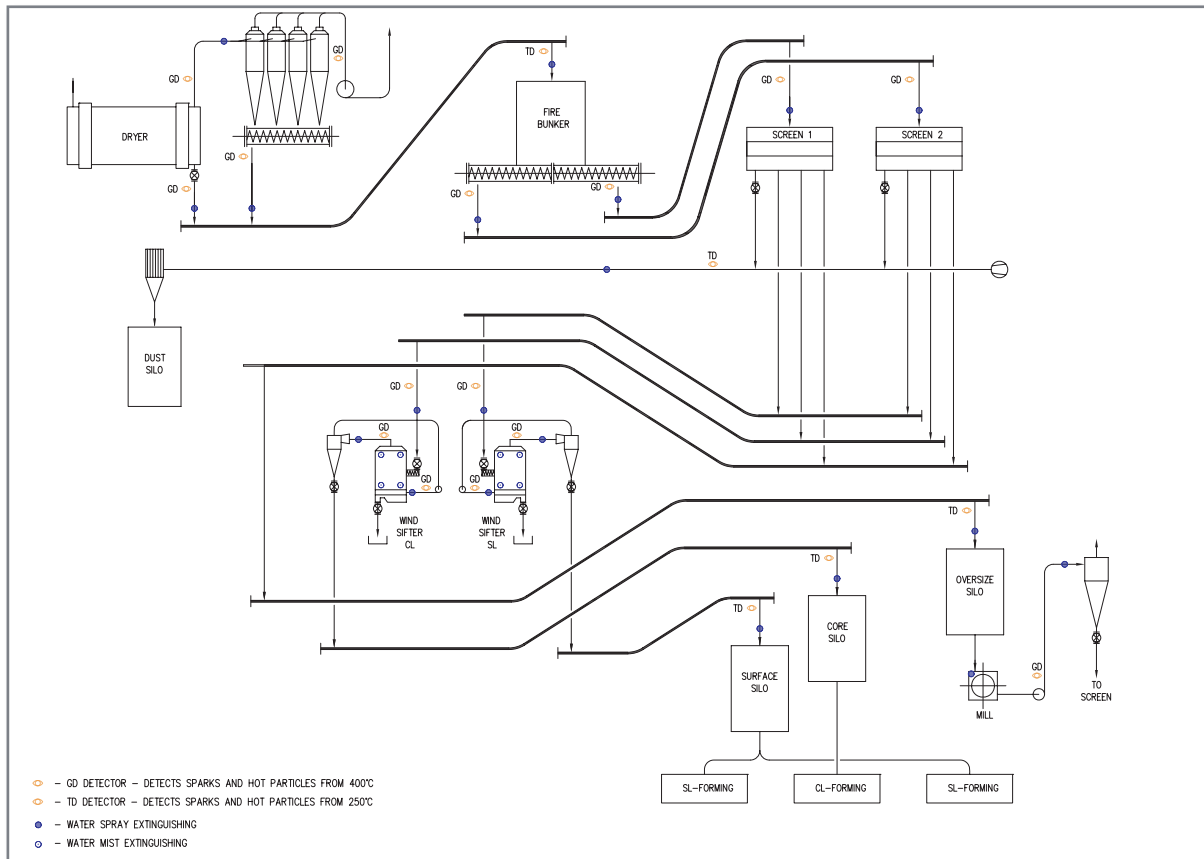 GD
TD
GD
GD
GD
GD
DRYER
FIRE
BUNKER
SCREEN 1
SCREEN 2
GD
GD
GD
GD
TD
DUST
SILO
GD
GD
GD
GD
GD
GD
WIND
SIFTER
CL
WIND
SIFTER
SL
TD
TD
TD
OVERSIZE
SILO
CORE
SILO
SURFACE
SILO
GD
TO
SCREEN
MILL
SL-FORMING
CL-FORMING
SL-FORMING
- GD DETECTOR - DETECTS SPARKS AND HOT PARTICLES FROM 400°C
- TD DETECTOR - DETECTS SPARKS AND HOT PARTICLES FROM 250°C
- WATER SPRAY EXTINGUISHING
- WATER MIST EXTINGUISHING